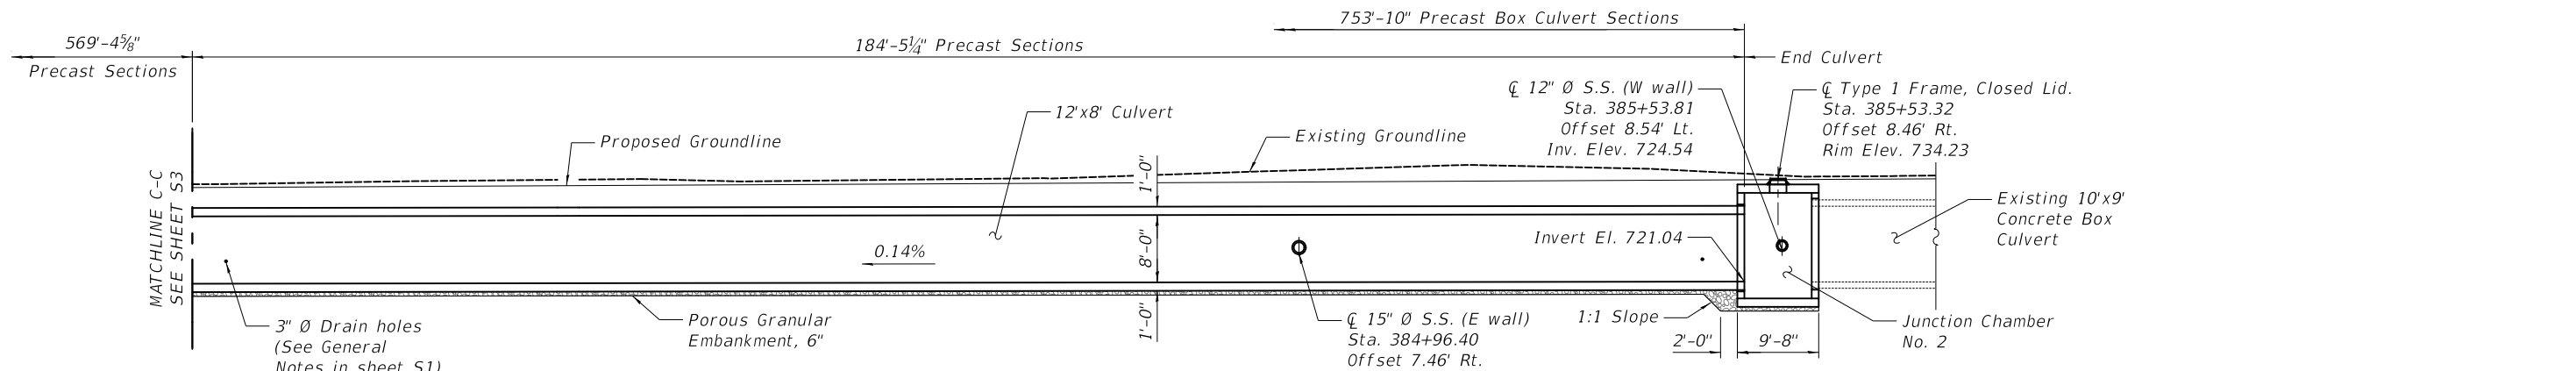 753'-10" Precast Box Culvert Sections
569'-4⅝"
Precast Sections
184'-5¼" Precast Sections
End Culvert
℄ 12" Ø S.S. (W wall)
Sta. 385+53.81
Offset 8.54' Lt.
Inv. Elev. 724.54
℄ Type 1 Frame, Closed Lid.
Sta. 385+53.32
Offset 8.46' Rt.
Rim Elev. 734.23
12'x8' Culvert
Proposed Groundline
Existing Groundline
1'-0"
MATCHLINE C-C
SEE SHEET S3
Existing 10'x9'
Concrete Box
Culvert
0.14%
8'-0"
Invert El. 721.04
3" Ø Drain holes
(See General
Notes in sheet S1)
Porous Granular
Embankment, 6"
1'-0"
℄ 15" Ø S.S. (E wall)
Sta. 384+96.40
Offset 7.46' Rt.
1:1 Slope
2'-0"
9'-8"
Junction Chamber
No. 2